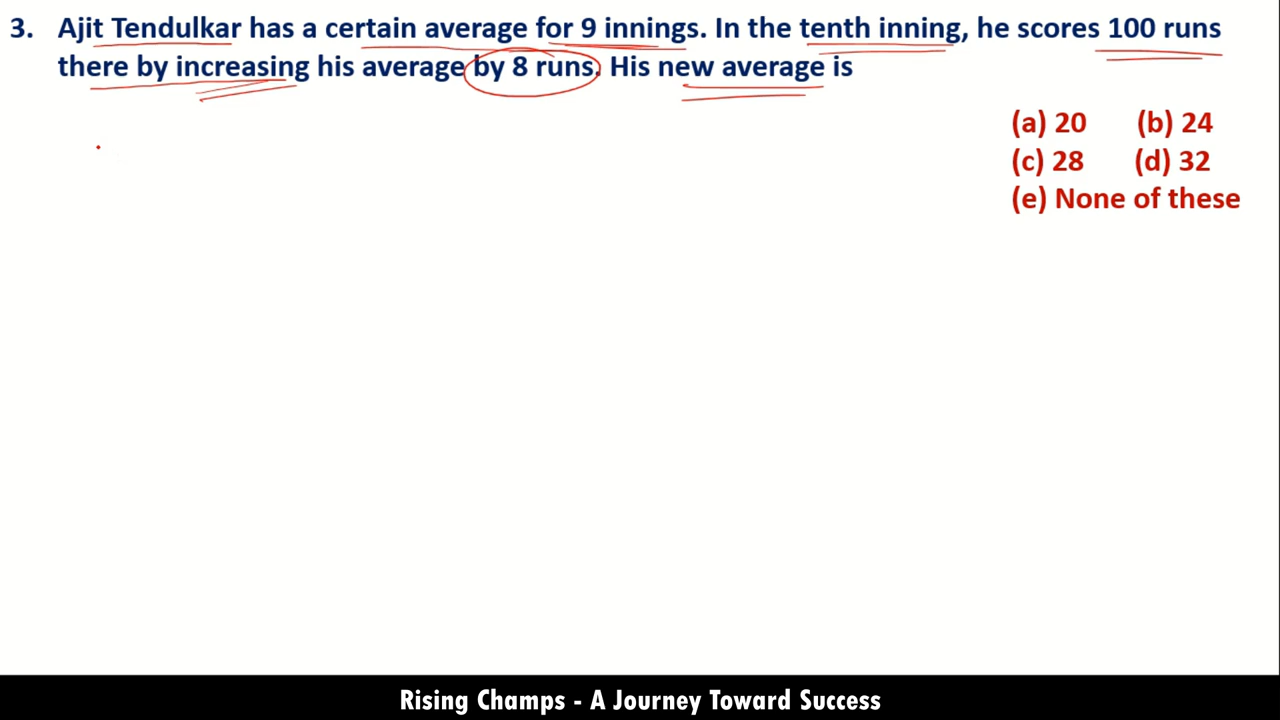 3. Ajit Tendulkar has a certain average for 9 innings. In the tenth inning, he scores 100 runs
there by increasing his average by 8 runs. His new average is
(a) 20 (b) 24
(c) 28 (d) 32
(e) None of these
Rising Champs - A Journey Toward Success